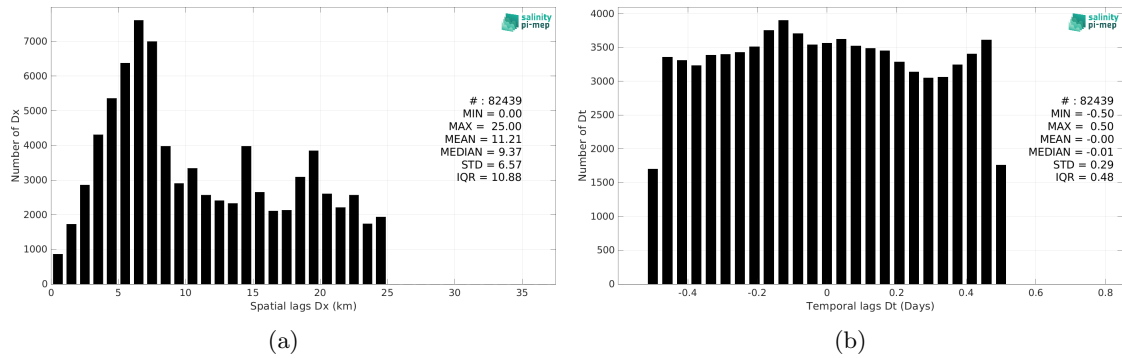 7000
6000
5000
4000
3000
2000
1000
0
Number of Dx
0 5 10 15 20 25 30 35
Spatial lags Dx (km)
salinity
pi-mep
# : 82439
MIN = 0.00
MAX = 25.00
MEAN = 11.21
MEDIAN = 9.37
STD = 6.57
IQR = 10.88
(a)
4000
3500
3000
2500
2000
1500
1000
500
0
Number of Dt
-0.4 -0.2 0 0.2 0.4 0.6 0.8
Temporal lags Dt (Days)
salinity
pi-mep
# : 82439
MIN = -0.50
MAX = 0.50
MEAN = -0.00
MEDIAN = -0.01
STD = 0.29
IQR = 0.48
(b)